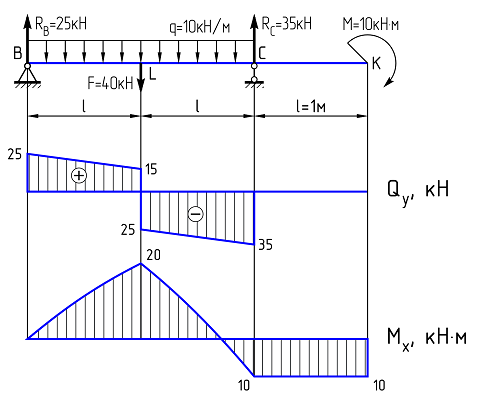 R_B=25кН
q=10кН/м
R_C=35кН
M=10кН·м
B
C
K
F=40кН
L
l
l
l=1м
25
15
+
Q_y, кН
25
−
35
20
M_x, кН·м
10
10